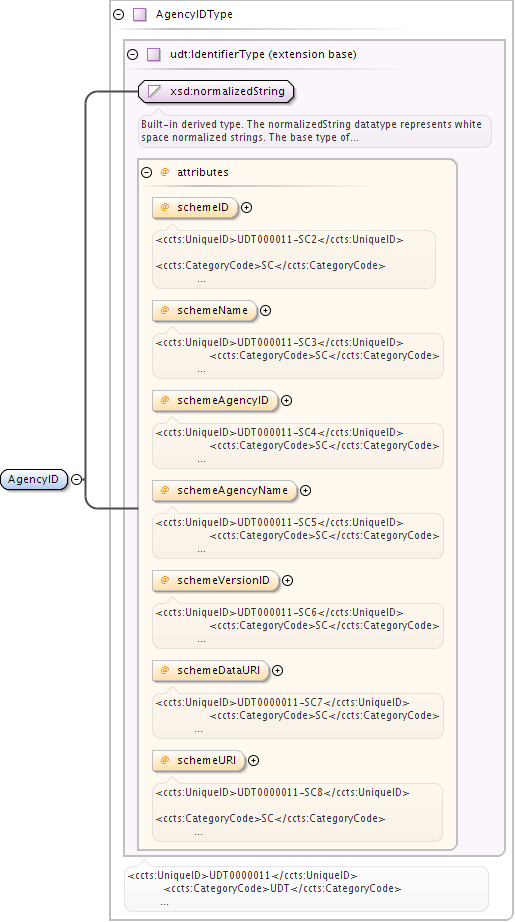 AgencyIDType
udt:IdentifierType (extension base)
xsd:normalizedString
Built-in derived type. The normalizedString datatype represents white
space normalized strings. The base type of...
@ attributes
@ schemeID
<ccts:UniqueID>UDT000011-SC2</ccts:UniqueID>
<ccts:CategoryCode>SC</ccts:CategoryCode>
...
@ schemeName
<ccts:UniqueID>UDT000011-SC3</ccts:UniqueID>
<ccts:CategoryCode>SC</ccts:CategoryCode>
...
@ schemeAgencyID
<ccts:UniqueID>UDT000011-SC4</ccts:UniqueID>
<ccts:CategoryCode>SC</ccts:CategoryCode>
...
AgencyID
@ schemeAgencyName
<ccts:UniqueID>UDT000011-SC5</ccts:UniqueID>
<ccts:CategoryCode>SC</ccts:CategoryCode>
...
@ schemeVersionID
<ccts:UniqueID>UDT000011-SC6</ccts:UniqueID>
<ccts:CategoryCode>SC</ccts:CategoryCode>
...
@ schemeDataURI
<ccts:UniqueID>UDT0000011-SC7</ccts:UniqueID>
<ccts:CategoryCode>SC</ccts:CategoryCode>
...
@ schemeURI
<ccts:UniqueID>UDT0000011-SC8</ccts:UniqueID>
<ccts:CategoryCode>SC</ccts:CategoryCode>
...
<ccts:UniqueID>UDT0000011</ccts:UniqueID>
<ccts:CategoryCode>UDT</ccts:CategoryCode>
...